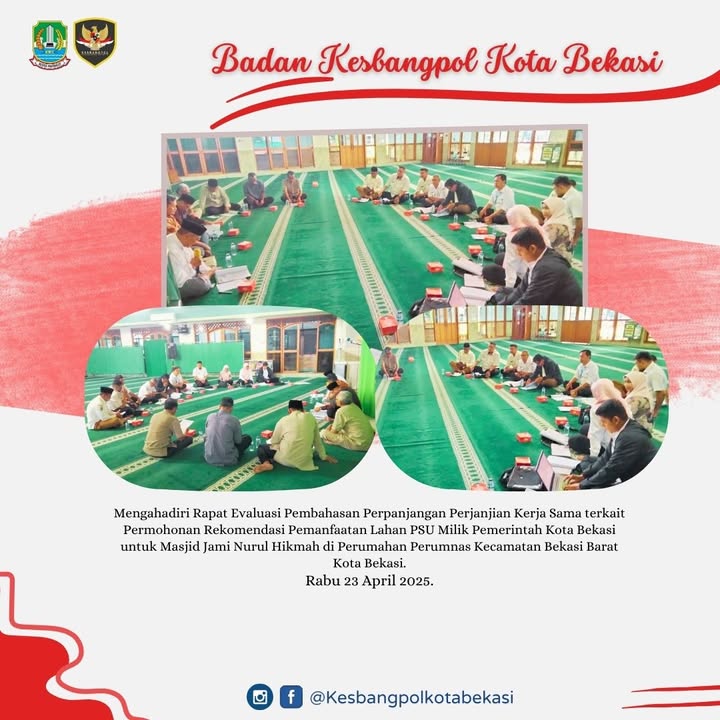 Badan Kesbangpol Kota Bekasi
Mengahadiri Rapat Evaluasi Pembahasan Perpanjangan Perjanjian Kerja Sama terkait
Permohonan Rekomendasi Pemanfaatan Lahan PSU Milik Pemerintah Kota Bekasi
untuk Masjid Jami Nurul Hikmah di Perumahan Perumnas Kecamatan Bekasi Barat
Kota Bekasi.
Rabu 23 April 2025.
@Kesbangpolkotabekasi